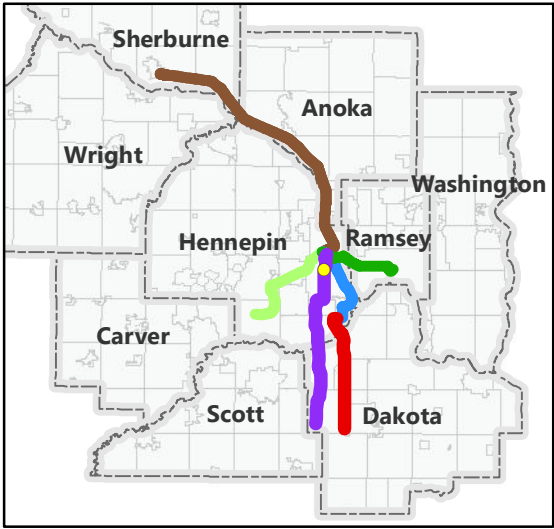 Sherburne
Anoka
Wright
Washington
Hennepin
Ramsey
Carver
Scott
Dakota